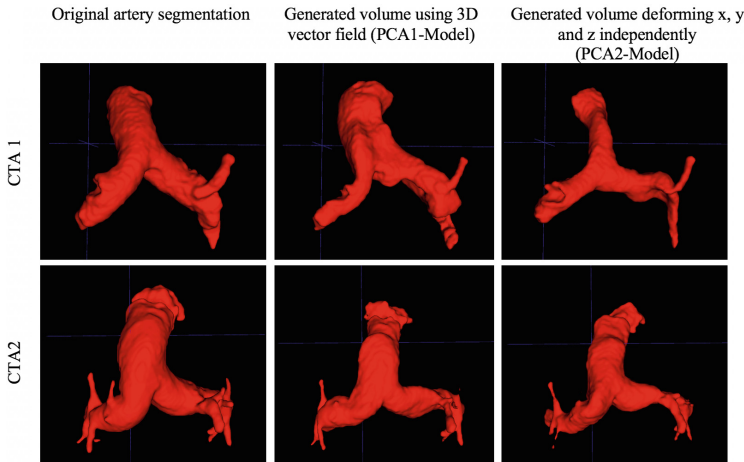 Original artery segmentation
Generated volume using 3D
vector field (PCA1-Model)
Generated volume deforming x, y
and z independently
(PCA2-Model)
CTA 1
CTA2